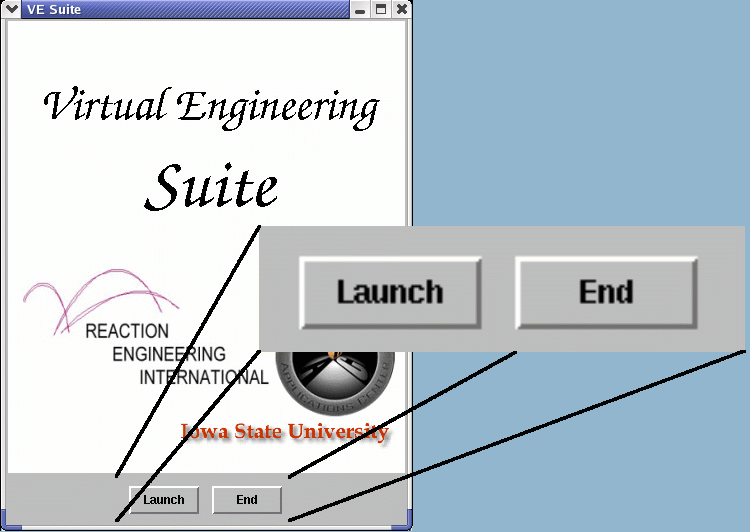 VE Suite
Virtual Engineering
Suite
Launch End
REACTION
ENGINEERING
INTERNATIONAL
APPLICATIONS CENTER
Iowa State University
Launch End